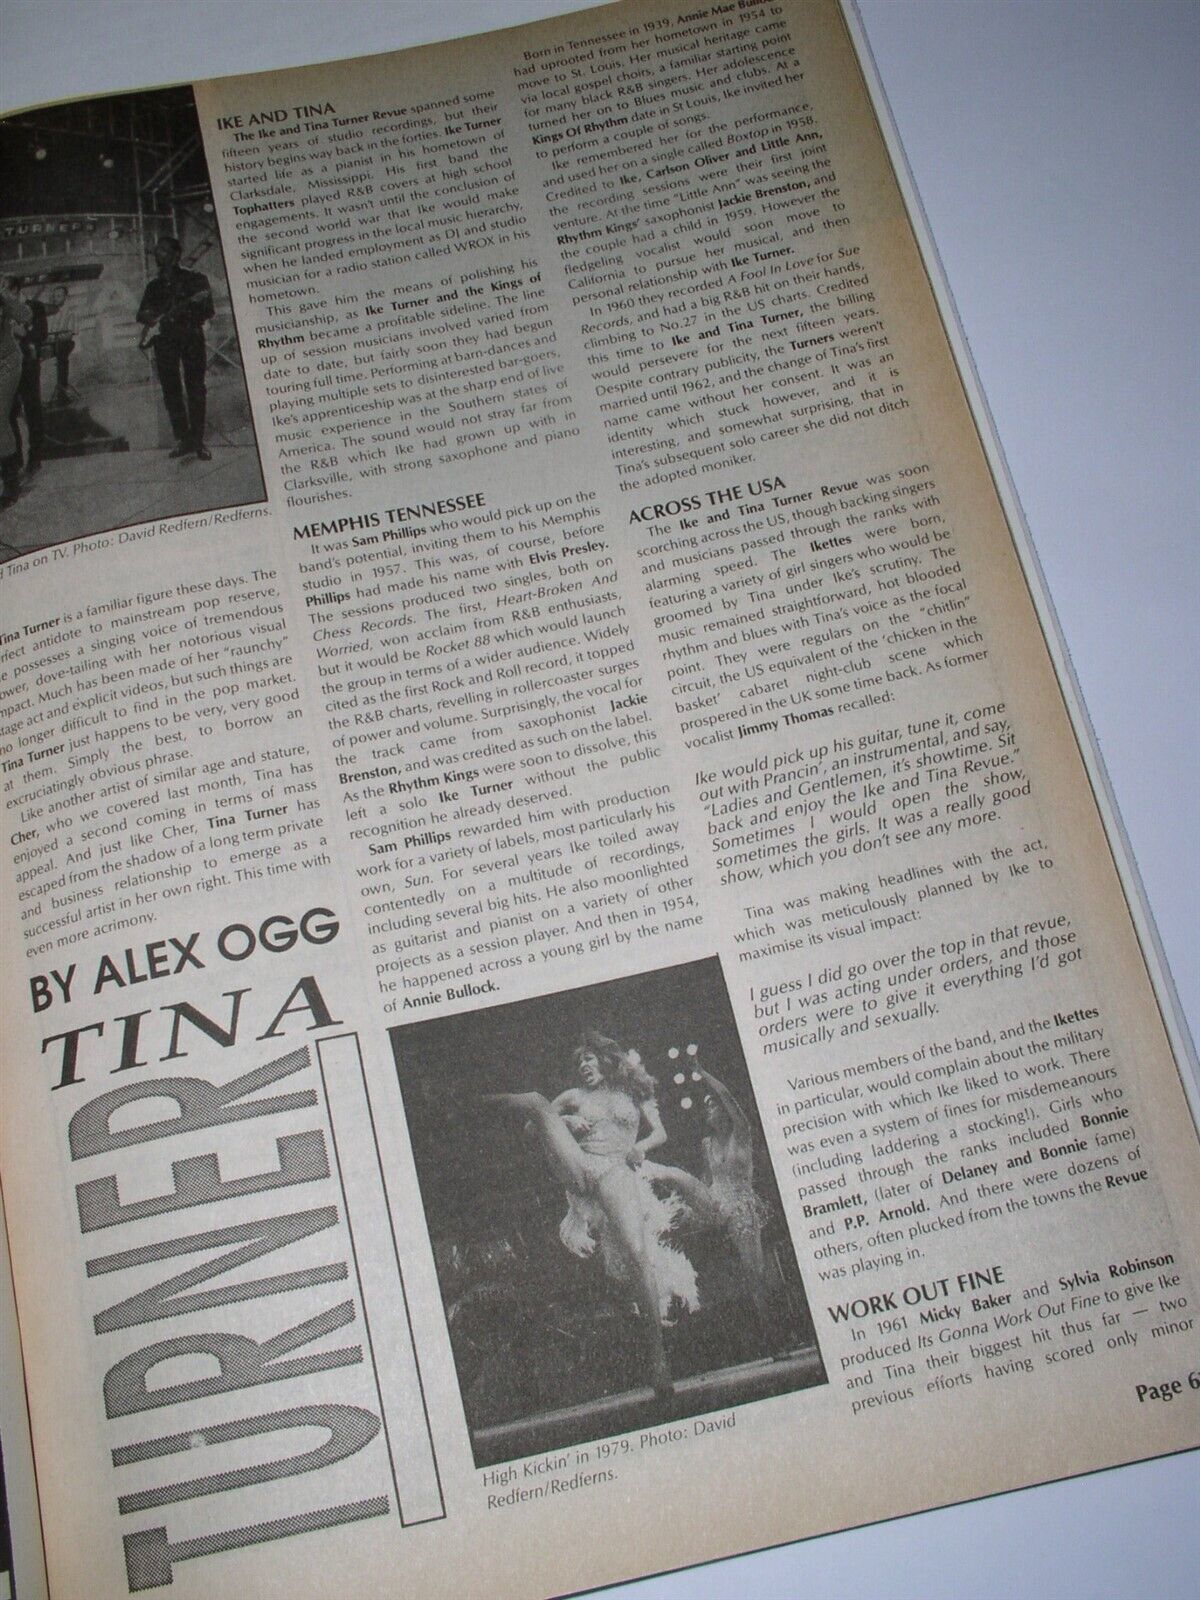 TURNERS
d Tina on TV. Photo: David Redfern/Redferns.
Tina Turner is a familiar figure these days. The
rfect antidote to mainstream pop reserve,
e possesses a singing voice of tremendous
ower, dove-tailing with her notorious visual
mpact. Much has been made of her "raunchy"
stage act and explicit videos, but such things are
no longer difficult to find in the pop market.
Tina Turner just happens to be very, very good
at them. Simply the best, to borrow an
excruciatingly obvious phrase.
Like another artist of similar age and stature,
Cher, who we covered last month, Tina has
enjoyed a second coming in terms of mass
appeal. And just like Cher, Tina Turner has
escaped from the shadow of a long term private
and business relationship to emerge as a
successful artist in her own right. This time with
even more acrimony.
BY ALEX OGG
TINA
TURNER
IKE AND TINA
The Ike and Tina Turner Revue spanned some
fifteen years of studio recordings, but their
history begins way back in the forties. Ike Turner
started life as a pianist in his hometown of
Clarksdale, Mississippi. His first band the
Tophatters played R&B covers at high school
engagements. It wasn't until the conclusion of
the second world war that Ike would make
significant progress in the local music hierarchy,
when he landed employment as DJ and studio
musician for a radio station called WROX in his
hometown.
This gave him the means of polishing his
musicianship, as Ike Turner and the Kings of
Rhythm became a profitable sideline. The line
up of session musicians involved varied from
date to date, but fairly soon they had begun
touring full time. Performing at barn-dances and
playing multiple sets to disinterested bar-goers,
Ike's apprenticeship was at the sharp end of live
music experience in the Southern states of
America. The sound would not stray far from
the R&B which Ike had grown up with in
Clarksville, with strong saxophone and piano
flourishes.
MEMPHIS TENNESSEE
It was Sam Phillips who would pick up on the
band's potential, inviting them to his Memphis
studio in 1957. This was, of course, before
Phillips had made his name with Elvis Presley.
The sessions produced two singles, both on
Chess Records. The first, Heart-Broken And
Worried, won acclaim from R&B enthusiasts,
but it would be Rocket 88 which would launch
the group in terms of a wider audience. Widely
cited as the first Rock and Roll record, it topped
the R&B charts, revelling in rollercoaster surges
of power and volume. Surprisingly, the vocal for
the track came from saxophonist Jackie
Brenston, and was credited as such on the label.
As the Rhythm Kings were soon to dissolve, this
left a solo Ike Turner without the public
recognition he already deserved.
Sam Phillips rewarded him with production
work for a variety of labels, most particularly his
own, Sun. For several years Ike toiled away
contentedly on a multitude of recordings,
including several big hits. He also moonlighted
as guitarist and pianist on a variety of other
projects as a session player. And then in 1954,
he happened across a young girl by the name
of Annie Bullock.
High Kickin' in 1979. Photo: David
Redfern/Redferns.
Born in Tennessee in 1939, Annie Mae
had uprooted from her hometown in 1954 to
move to St. Louis. Her musical heritage came
via local gospel choirs, a familiar starting point
for many black R&B singers. Her adolescence
turned her on to Blues music and clubs. At a
Kings Of Rhythm date in St Louis, Ike invited her
to perform a couple of songs.
Ike remembered her for the performance,
and used her on a single called Boxtop in 1958.
Credited to Ike, Carlson Oliver and Little Ann,
the recording sessions were their first joint
venture. At the time "Little Ann" was seeing the
Rhythm Kings' saxophonist Jackie Brenston, and
the couple had a child in 1959. However the
fledgeling vocalist would soon move to
California to pursue her musical, and then
personal relationship with Ike Turner.
In 1960 they recorded A Fool In Love for Sue
Records, and had a big R&B hit on their hands,
climbing to No.27 in the US charts. Credited
this time to Ike and Tina Turner, the billing
would persevere for the next fifteen years.
Despite contrary publicity, the Turners weren't
married until 1962, and the change of Tina's first
name came without her consent. It was an
identity which stuck however, and it is
interesting, and somewhat surprising, that in
Tina's subsequent solo career she did not ditch
the adopted moniker.
ACROSS THE USA
The Ike and Tina Turner Revue was soon
scorching across the US, though backing singers
and musicians passed through the ranks with
alarming speed. The Ikettes were born,
featuring a variety of girl singers who would be
groomed by Tina under Ike's scrutiny. The
music remained straightforward, hot blooded
rhythm and blues with Tina's voice as the focal
point. They were regulars on the "chitlin"
circuit, the US equivalent of the 'chicken in the
basket' cabaret night-club scene which
prospered in the UK some time back. As former
vocalist Jimmy Thomas recalled:
Ike would pick up his guitar, tune it, come
out with Prancin', an instrumental, and say,
"Ladies and Gentlemen, it's showtime. Sit
back and enjoy the Ike and Tina Revue."
Sometimes I would open the show,
sometimes the girls. It was a really good
show, which you don't see any more.
Tina was making headlines with the act,
which was meticulously planned by Ike to
maximise its visual impact:
I guess I did go over the top in that revue,
but I was acting under orders, and those
orders were to give it everything I'd got
musically and sexually.
Various members of the band, and the Ikettes
in particular, would complain about the military
precision with which Ike liked to work. There
was even a system of fines for misdemeanours
(including laddering a stocking!). Girls who
passed through the ranks included Bonnie
Bramlett, (later of Delaney and Bonnie fame)
and P.P. Arnold. And there were dozens of
others, often plucked from the towns the Revue
was playing in.
WORK OUT FINE
In 1961 Micky Baker and Sylvia Robinson
produced Its Gonna Work Out Fine to give Ike
and Tina their biggest hit thus far — two
previous efforts having scored only minor
Page 6